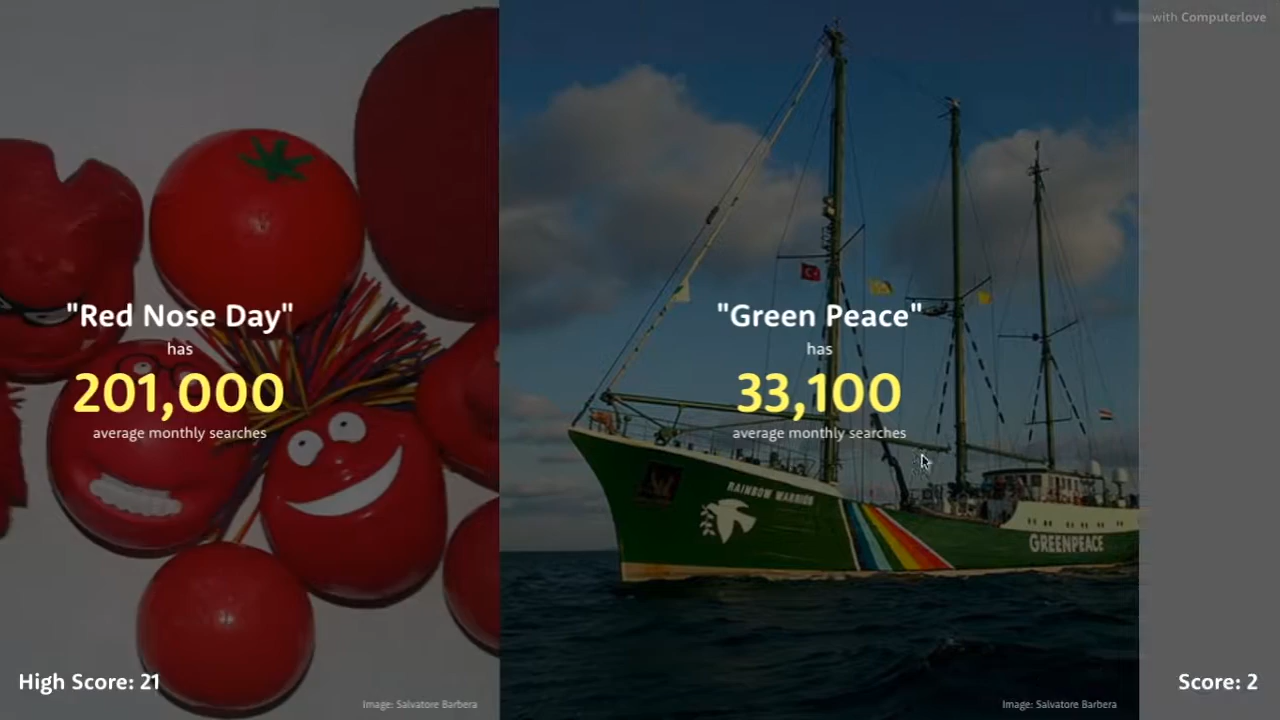 with Computerlove
"Red Nose Day"
has
201,000
average monthly searches
"Green Peace"
has
33,100
average monthly searches
RAINBOW WARRIOR
GREENPEACE
High Score: 21
Image: Salvatore Barbera
Image: Salvatore Barbera
Score: 2